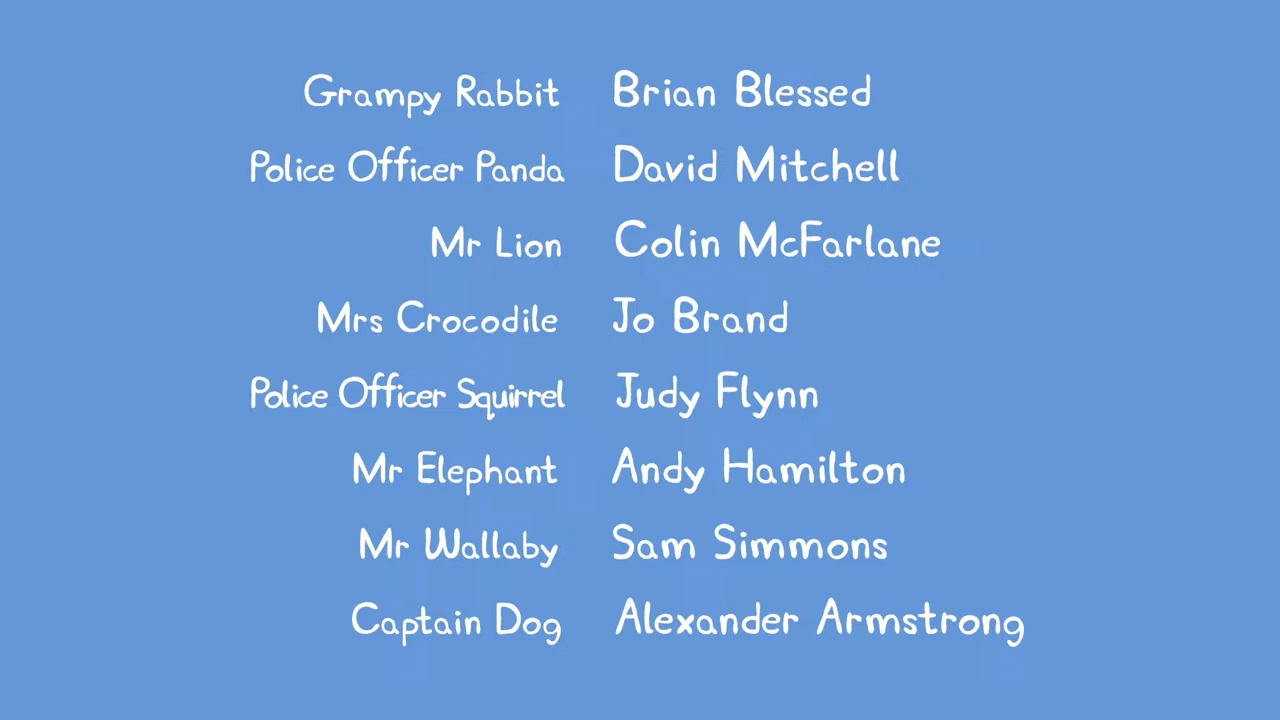 Grampy Rabbit Brian Blessed
Police Officer Panda David Mitchell
Mr Lion Colin McFarlane
Mrs Crocodile Jo Brand
Police Officer Squirrel Judy Flynn
Mr Elephant Andy Hamilton
Mr Wallaby Sam Simmons
Captain Dog Alexander Armstrong